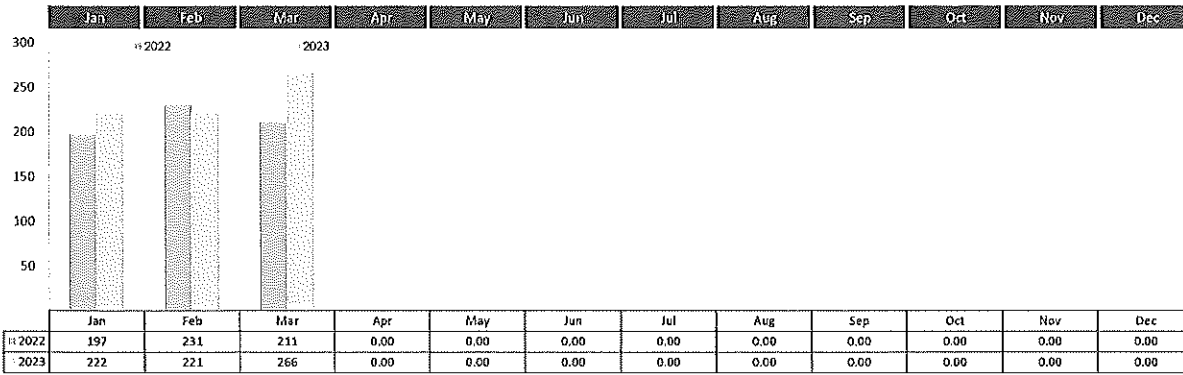 Jan Feb Mar Apr May Jun Jul Aug Sep Oct Nov Dec
300
2022 2023
250
200
150
100
50
Jan Feb Mar Apr May Jun Jul Aug Sep Oct Nov Dec
2022 197 231 211 0.00 0.00 0.00 0.00 0.00 0.00 0.00 0.00 0.00
2023 222 221 266 0.00 0.00 0.00 0.00 0.00 0.00 0.00 0.00 0.00